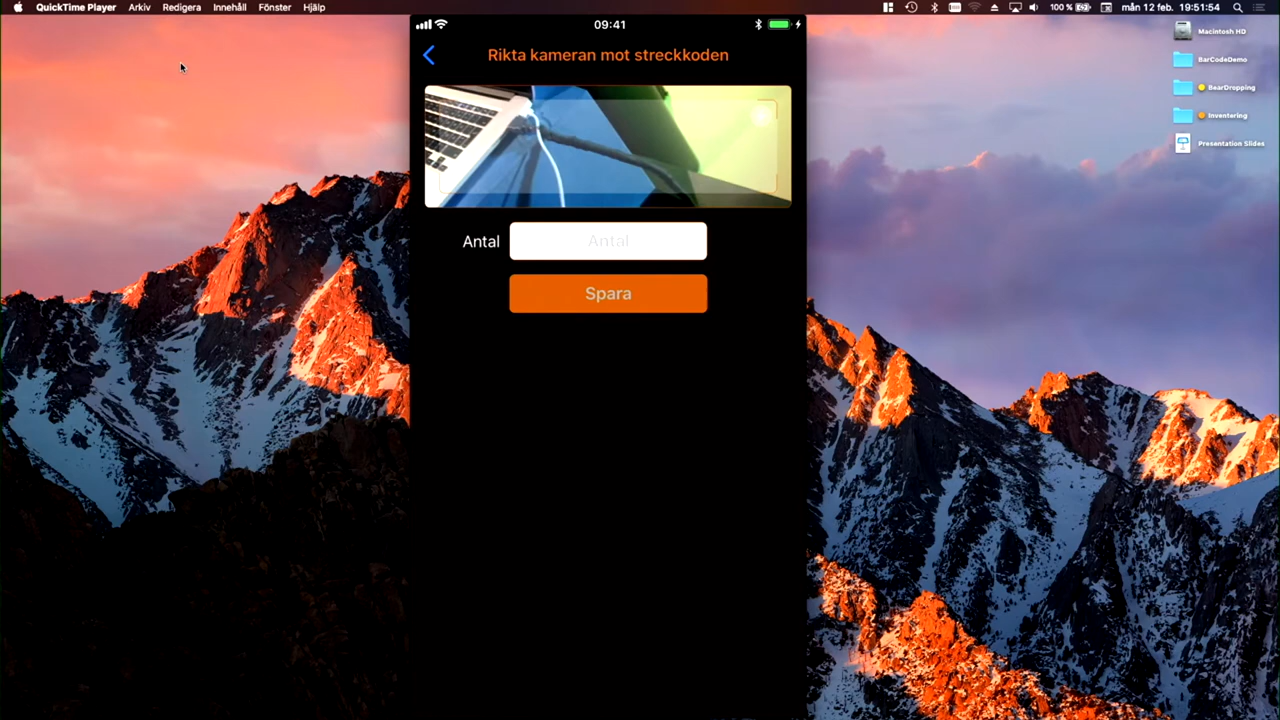 QuickTime Player Arkiv Redigera Innehåll Fönster Hjälp 100 % mån 12 feb. 19:51:54
09:41
Rikta kameran mot streckkoden
Antal Antal
Spara
Macintosh HD
BarCodeDemo
BearDropping
Inventering
Presentation Slides